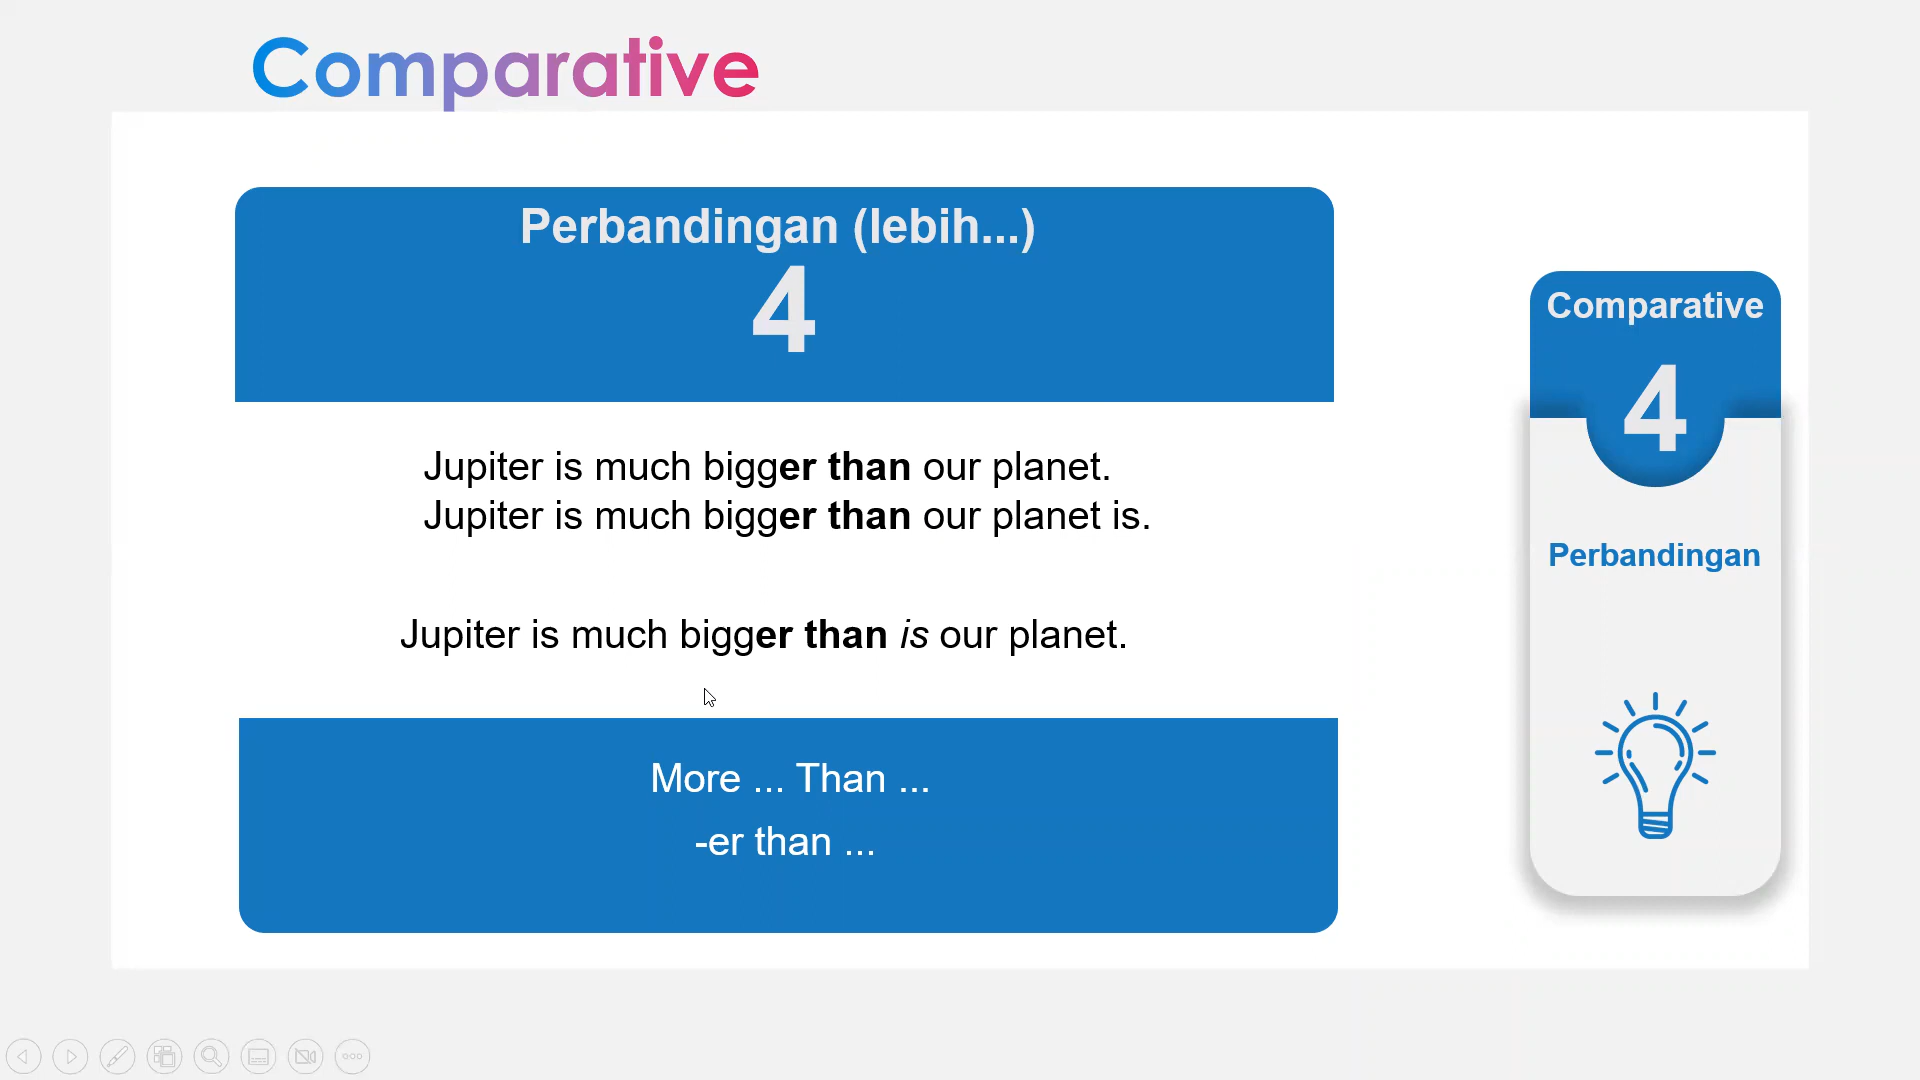 Comparative
Perbandingan (lebih...)
4
Jupiter is much bigger than our planet.
Jupiter is much bigger than our planet is.
Jupiter is much bigger than is our planet.
More ... Than ...
-er than ...
Comparative
4
Perbandingan